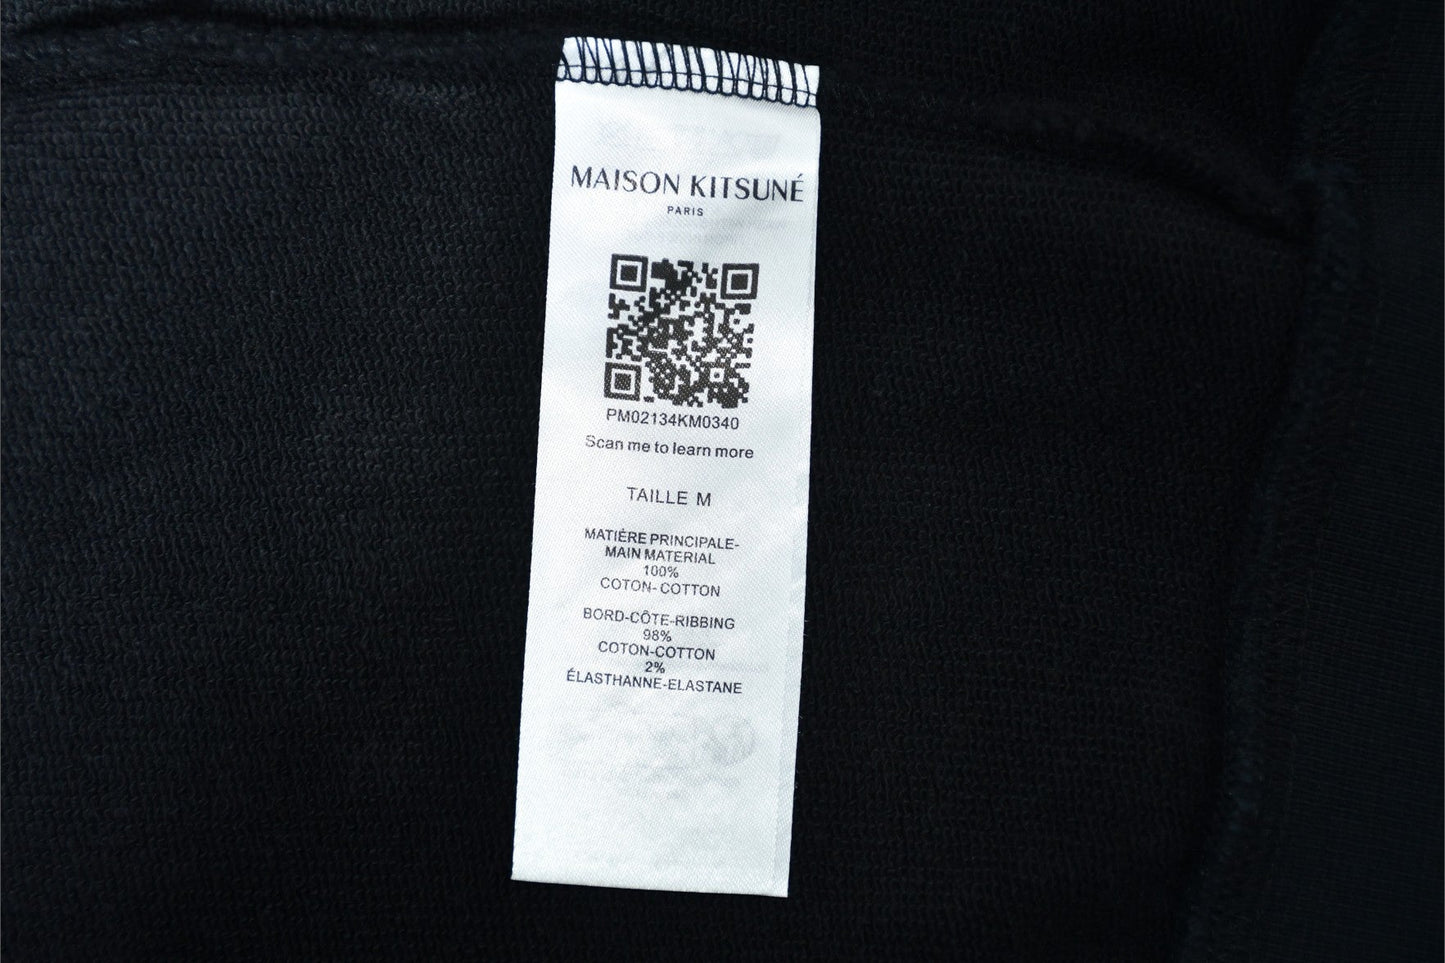 MAISON KITSUNÉ
PARIS
PM02134KM0340
Scan me to learn more
TAILLE M
MATIÈRE PRINCIPALE-
MAIN MATERIAL
100%
COTON-COTTON
BORD-CÔTE-RIBBING
98%
COTON-COTTON
2%
ÉLASTHANNE-ELASTANE